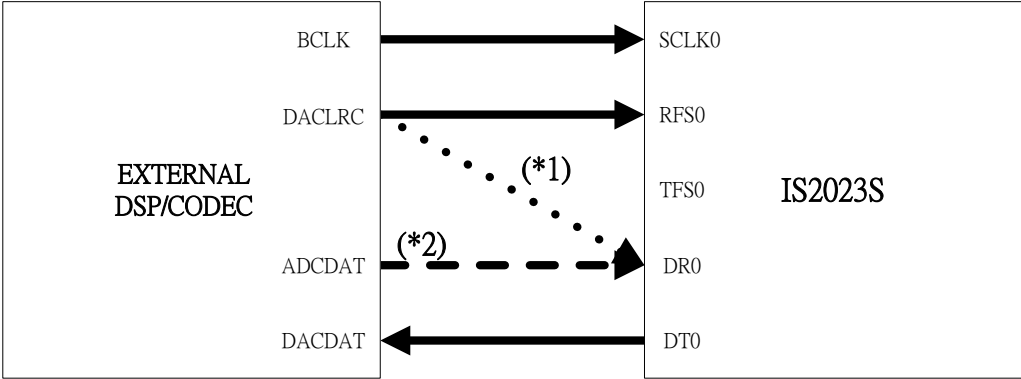 BCLK
SCLK0
DACLRC
RFS0
(*1)
EXTERNAL
DSP/CODEC
TFS0
IS2023S
(*2)
ADCDAT
DR0
DACDAT
DT0